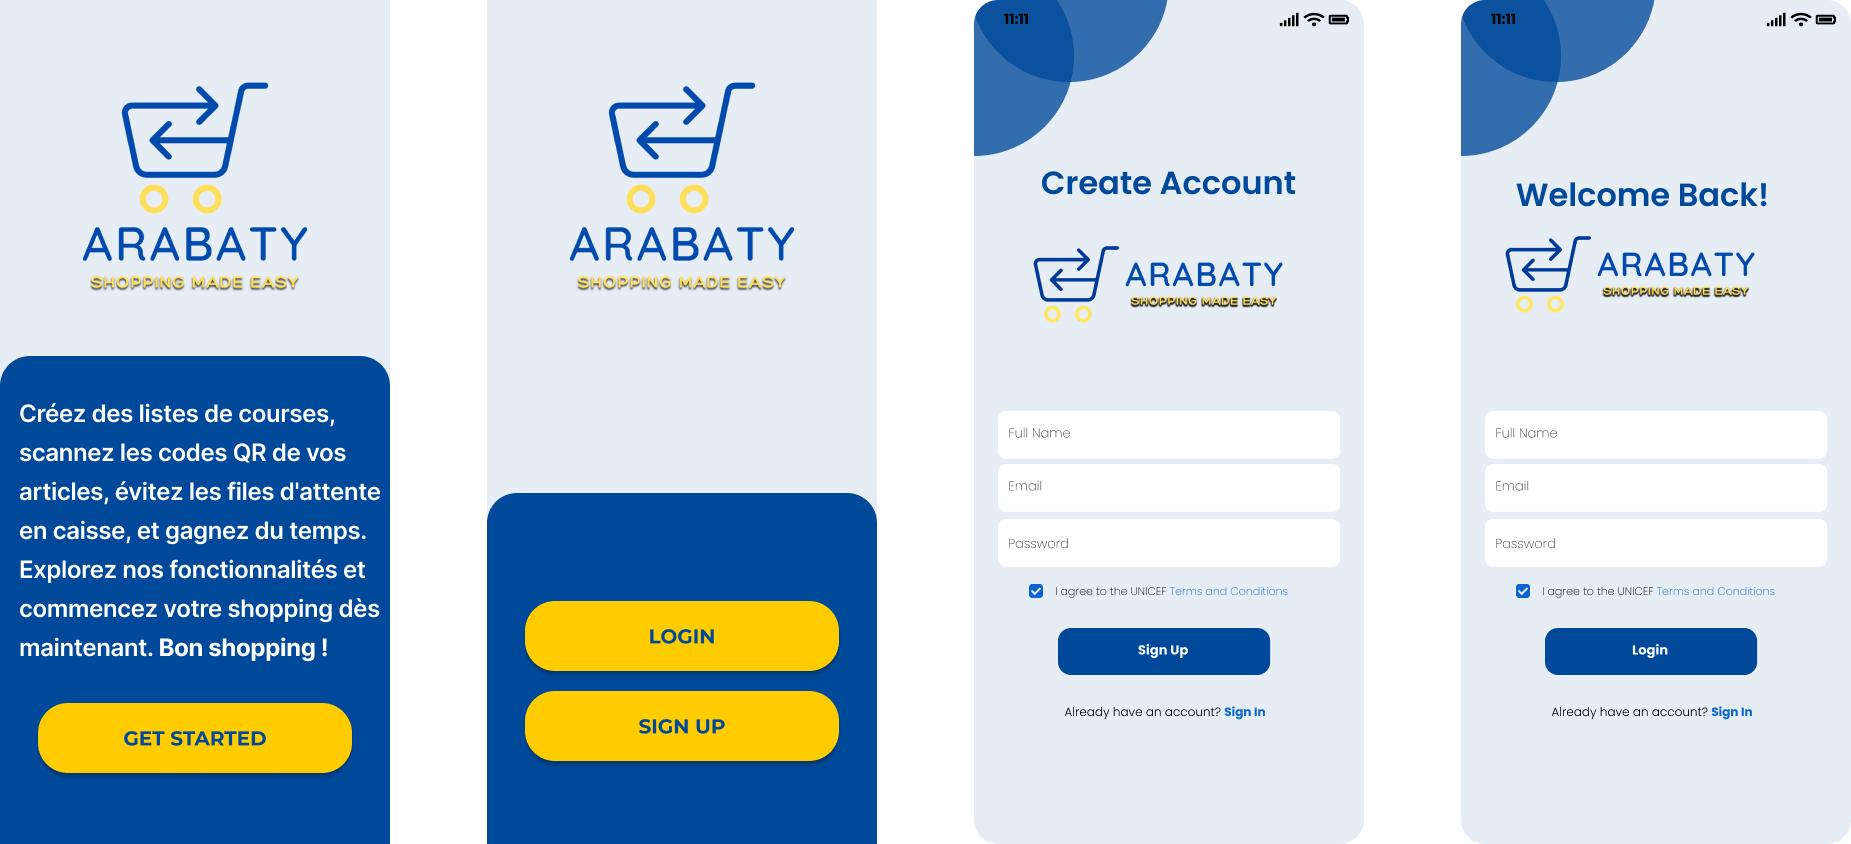 ARABATY
SHOPPING MADE EASY
Créez des listes de courses,
scannez les codes QR de vos
articles, évitez les files d'attente
en caisse, et gagnez du temps.
Explorez nos fonctionnalités et
commencez votre shopping dès
maintenant. Bon shopping !
GET STARTED
ARABATY
SHOPPING MADE EASY
LOGIN
SIGN UP
11:11
Create Account
ARABATY
SHOPPING MADE EASY
Full Name
Email
Password
I agree to the UNICEF Terms and Conditions
Sign Up
Already have an account? Sign In
11:11
Welcome Back!
ARABATY
SHOPPING MADE EASY
Full Name
Email
Password
I agree to the UNICEF Terms and Conditions
Login
Already have an account? Sign In